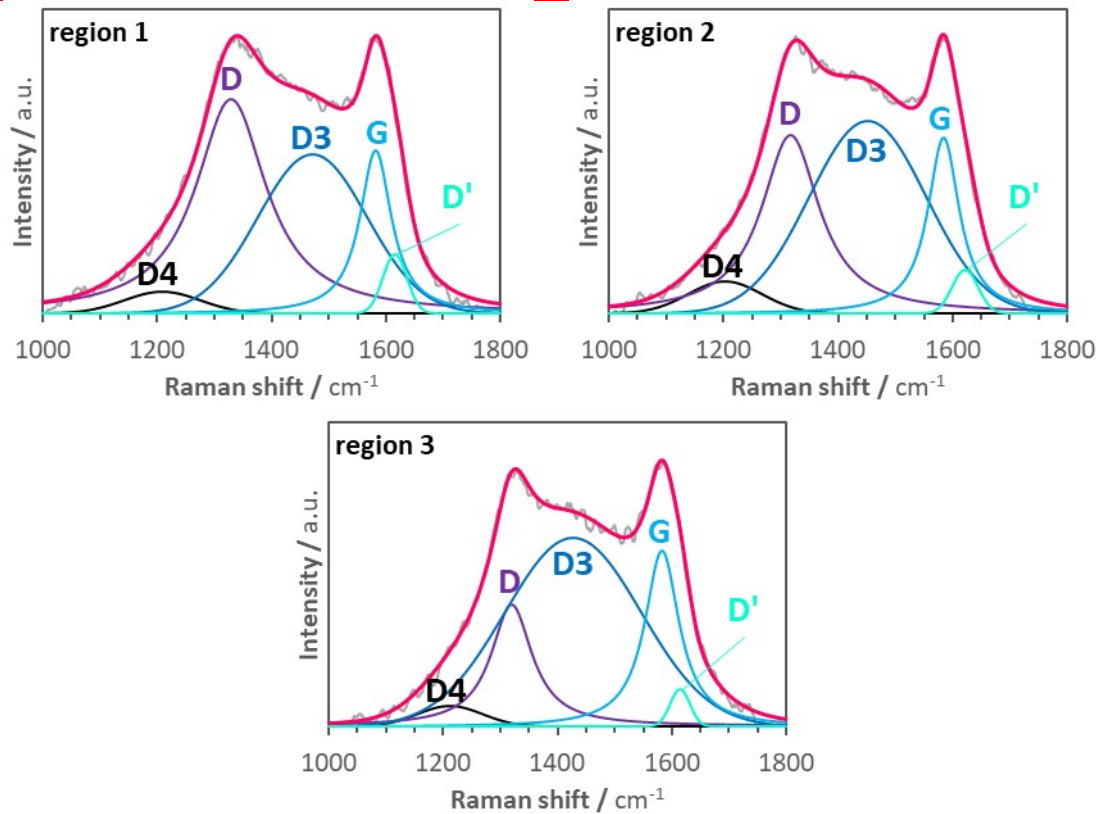 region 1
D
D3
G
D'
D4
Intensity / a.u.
1000 1200 1400 1600 1800
Raman shift / cm-1
region 2
D
D3
G
D'
D4
Intensity / a.u.
1000 1200 1400 1600 1800
Raman shift / cm-1
region 3
D
D3
G
D'
D4
Intensity / a.u.
1000 1200 1400 1600 1800
Raman shift / cm-1